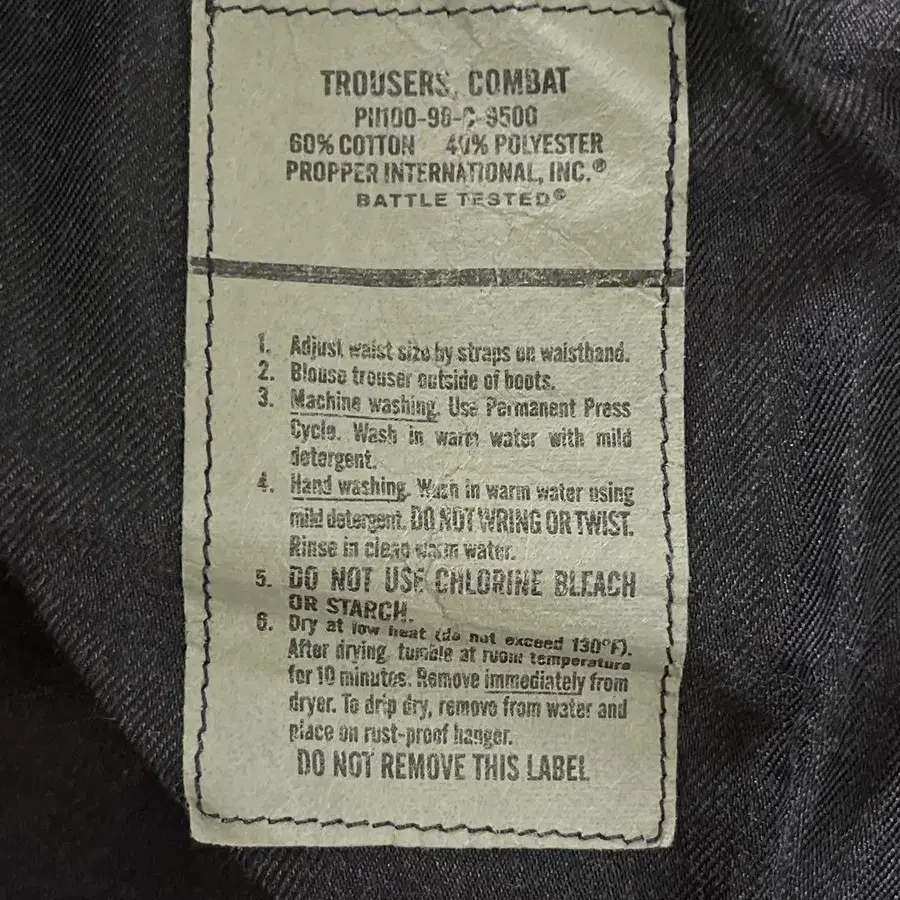 TROUSERS, COMBAT
PII100-98-C-9500
60% COTTON 40% POLYESTER
PROPPER INTERNATIONAL, INC.®
BATTLE TESTED®
1. Adjust waist size by straps on waistband.
2. Blouse trouser outside of boots.
3. Machine washing. Use Permanent Press
Cycle. Wash in warm water with mild
detergent.
4. Hand washing. Wash in warm water using
mild detergent. DO NOT WRING OR TWIST.
Rinse in clean warm water.
5. DO NOT USE CHLORINE BLEACH
OR STARCH.
6. Dry at low heat (do not exceed 130°F).
After drying, tumble at room temperature
for 10 minutes. Remove immediately from
dryer. To drip dry, remove from water and
place on rust-proof hanger.
DO NOT REMOVE THIS LABEL